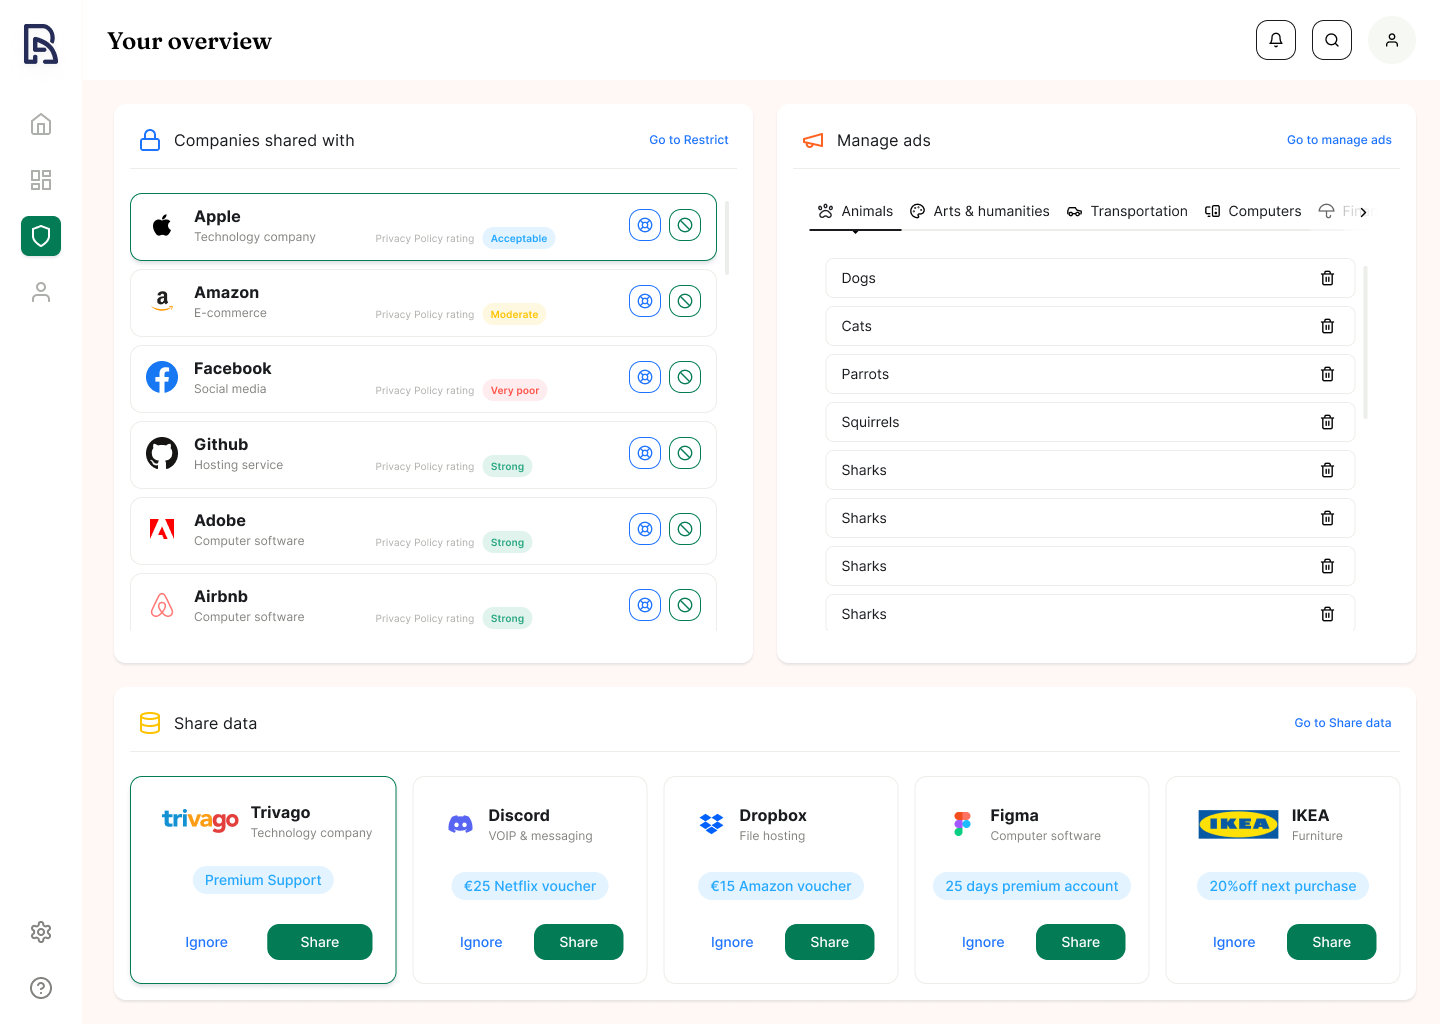 Your overview
Companies shared with
Go to Restrict
Apple
Technology company
Privacy Policy rating
Acceptable
a
Amazon
E-commerce
Privacy Policy rating
Moderate
Facebook
Social media
Privacy Policy rating
Very poor
Github
Hosting service
Privacy Policy rating
Strong
Adobe
Computer software
Privacy Policy rating
Strong
Airbnb
Computer software
Privacy Policy rating
Strong
Manage ads
Go to manage ads
Animals
Arts & humanities
Transportation
Computers
Dogs
Cats
Parrots
Squirrels
Sharks
Sharks
Sharks
Sharks
Share data
Go to Share data
trivago
Trivago
Technology company
Premium Support
Ignore
Share
Discord
VOIP & messaging
€25 Netflix voucher
Ignore
Share
Dropbox
File hosting
€15 Amazon voucher
Ignore
Share
Figma
Computer software
25 days premium account
Ignore
Share
IKEA
IKEA
Furniture
20%off next purchase
Ignore
Share